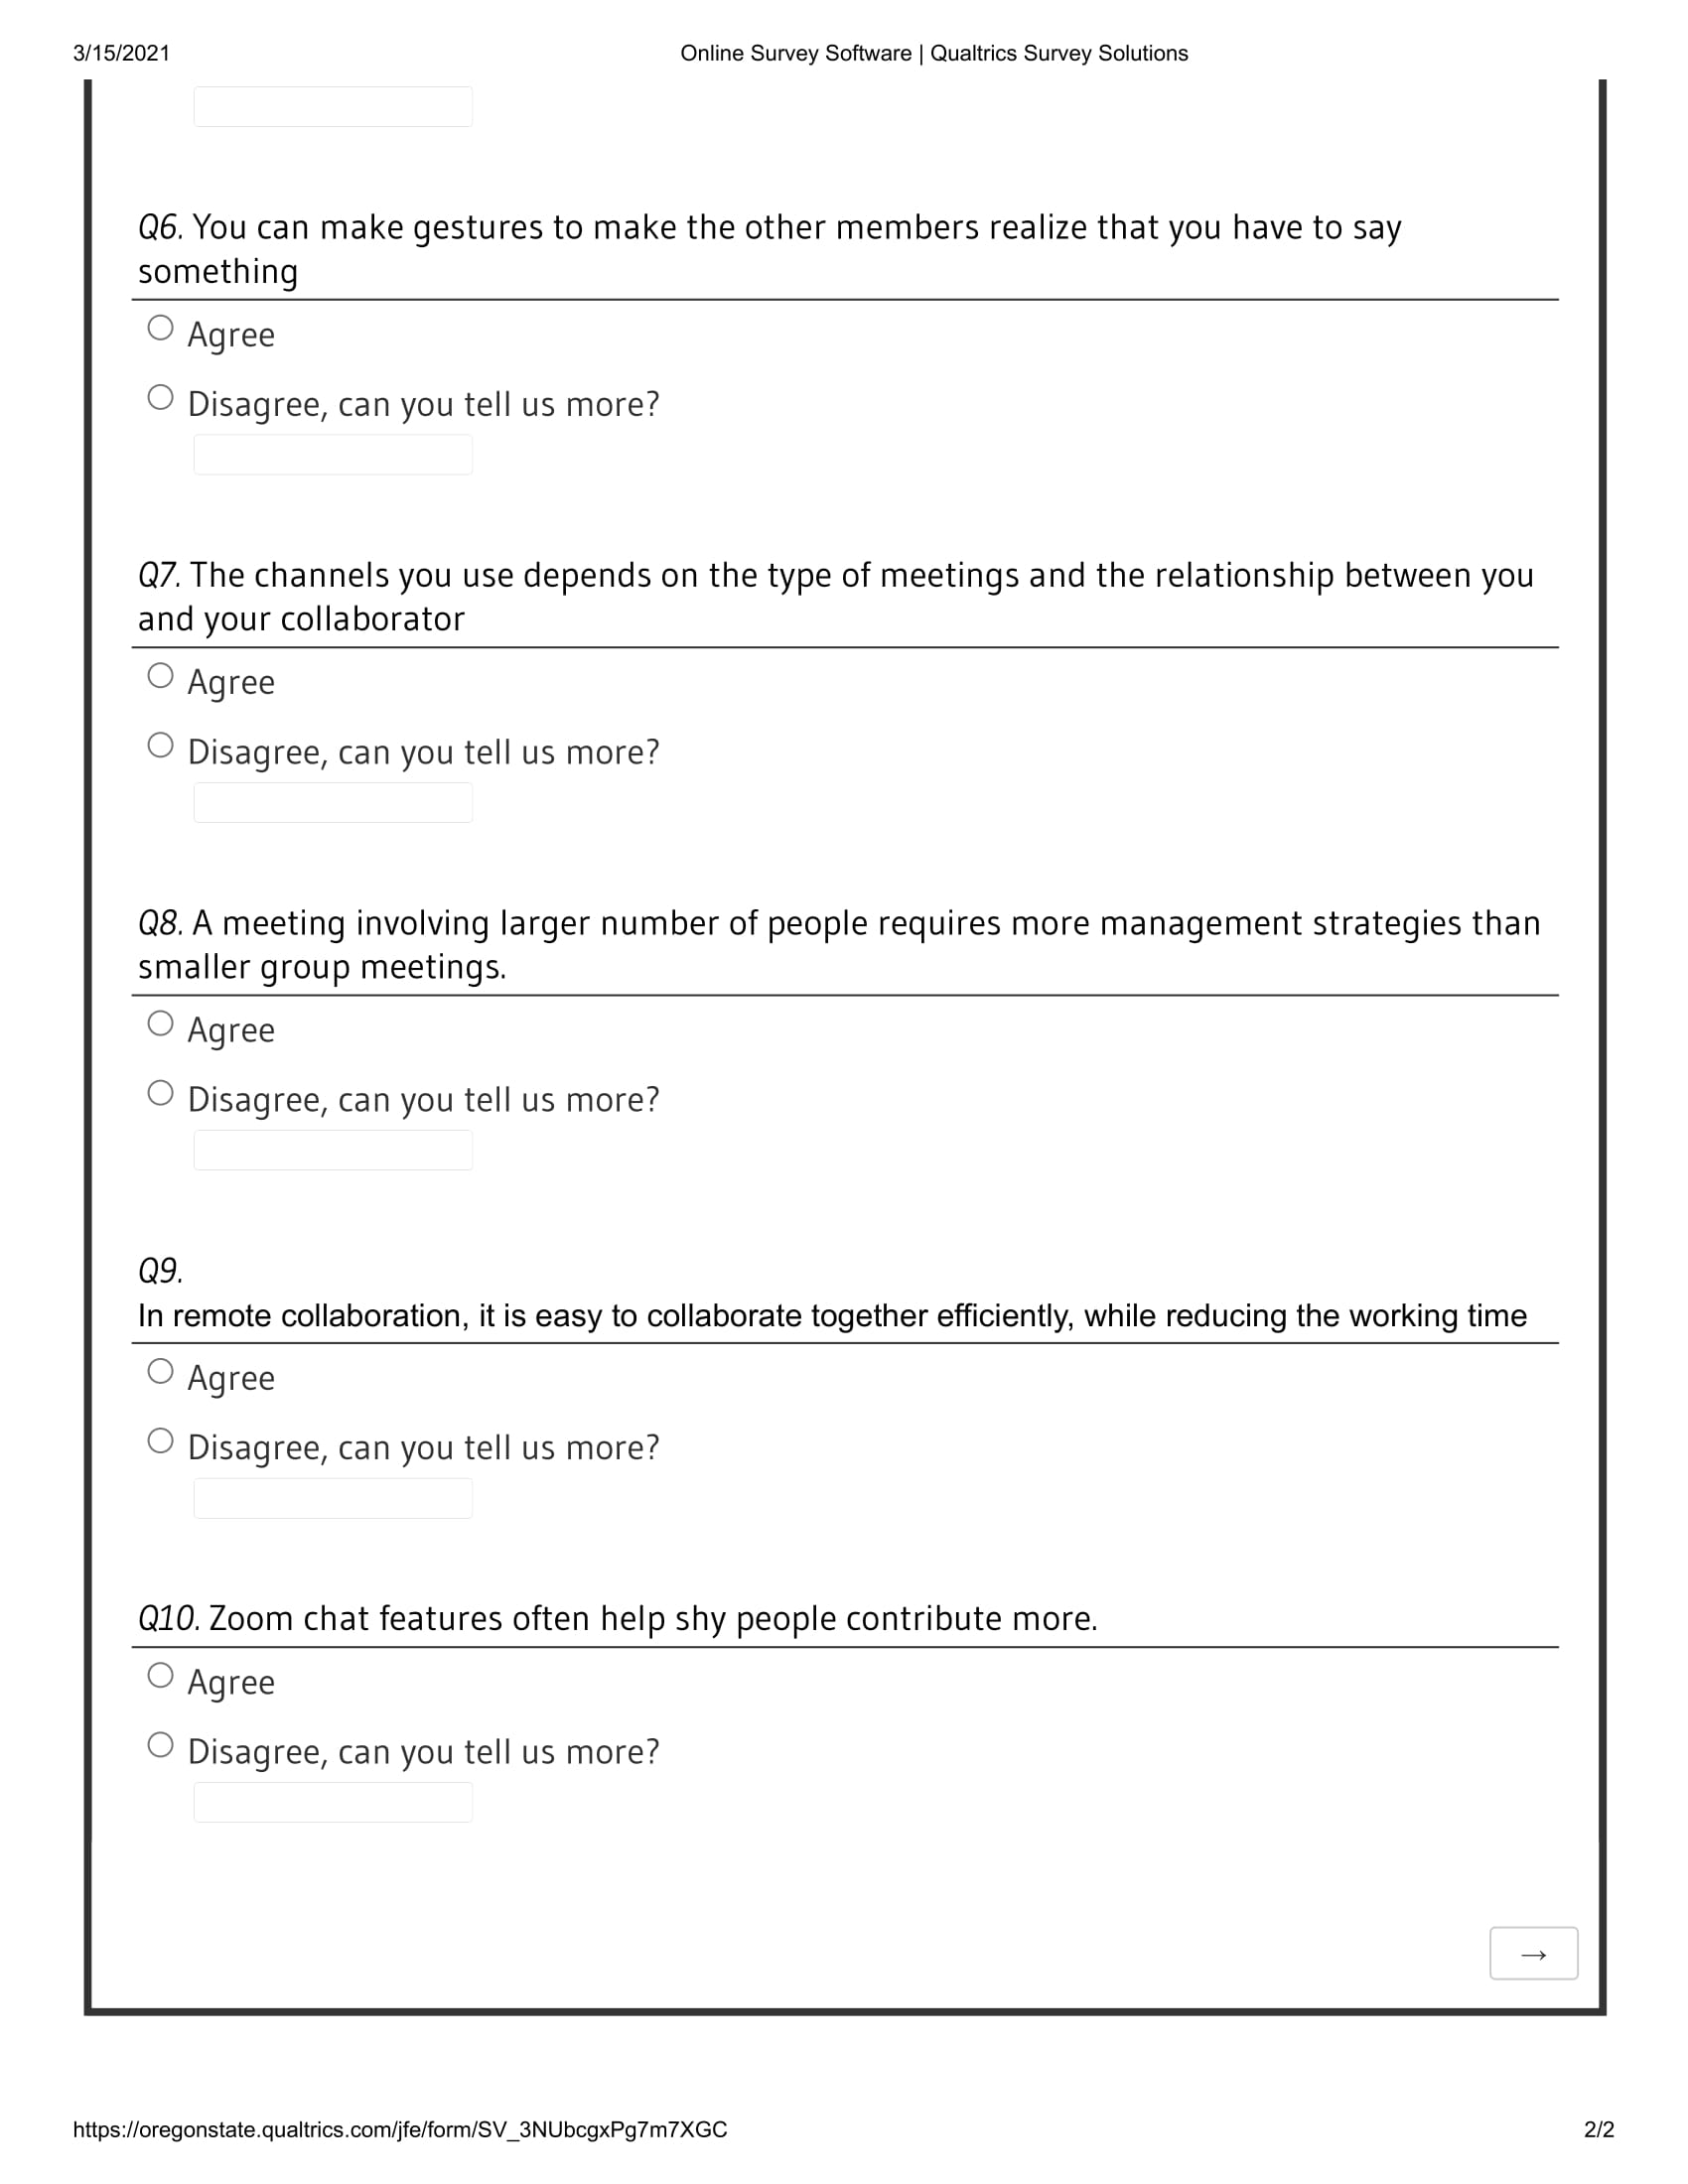 3/15/2021
Online Survey Software | Qualtrics Survey Solutions
Q6. You can make gestures to make the other members realize that you have to say
something
Agree
Disagree, can you tell us more?
Q7. The channels you use depends on the type of meetings and the relationship between you
and your collaborator
Agree
Disagree, can you tell us more?
Q8. A meeting involving larger number of people requires more management strategies than
smaller group meetings.
Agree
Disagree, can you tell us more?
Q9.
In remote collaboration, it is easy to collaborate together efficiently, while reducing the working time
Agree
Disagree, can you tell us more?
Q10. Zoom chat features often help shy people contribute more.
Agree
Disagree, can you tell us more?
→
https://oregonstate.qualtrics.com/jfe/form/SV_3NUbcgxPg7m7XGC
2/2